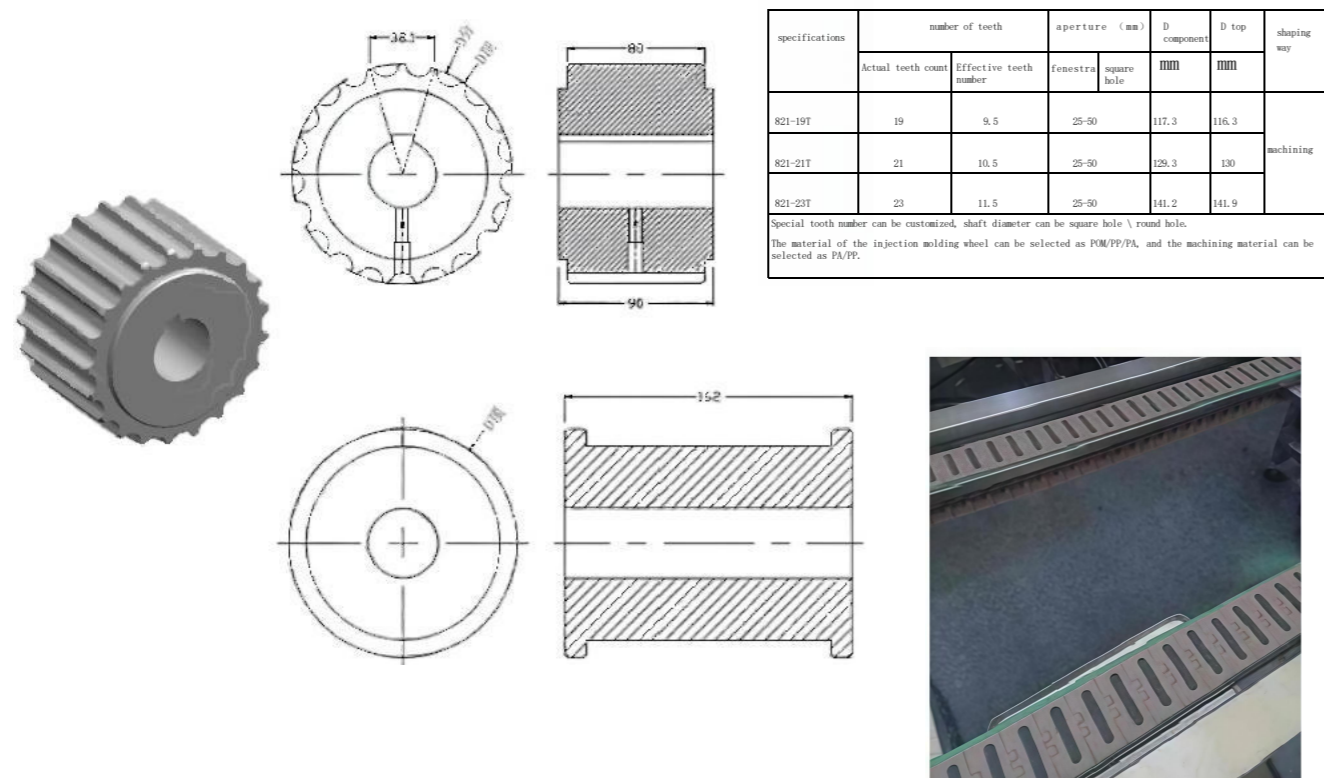 specifications
number of teeth
aperture (mm)
D component
D top
shaping way
Actual teeth count
Effective teeth number
fenestra
square hole
mm
mm
821-19T 19 9.5 25-50 117.3 116.3
821-21T 21 10.5 25-50 129.3 130
machining
821-23T 23 11.5 25-50 141.2 141.9
Special tooth number can be customized, shaft diameter can be square hole \ round hole.
The material of the injection molding wheel can be selected as POM/PP/PA, and the machining material can be
selected as PA/PP.
38.1
D分
D顶
80
90
D顶
152